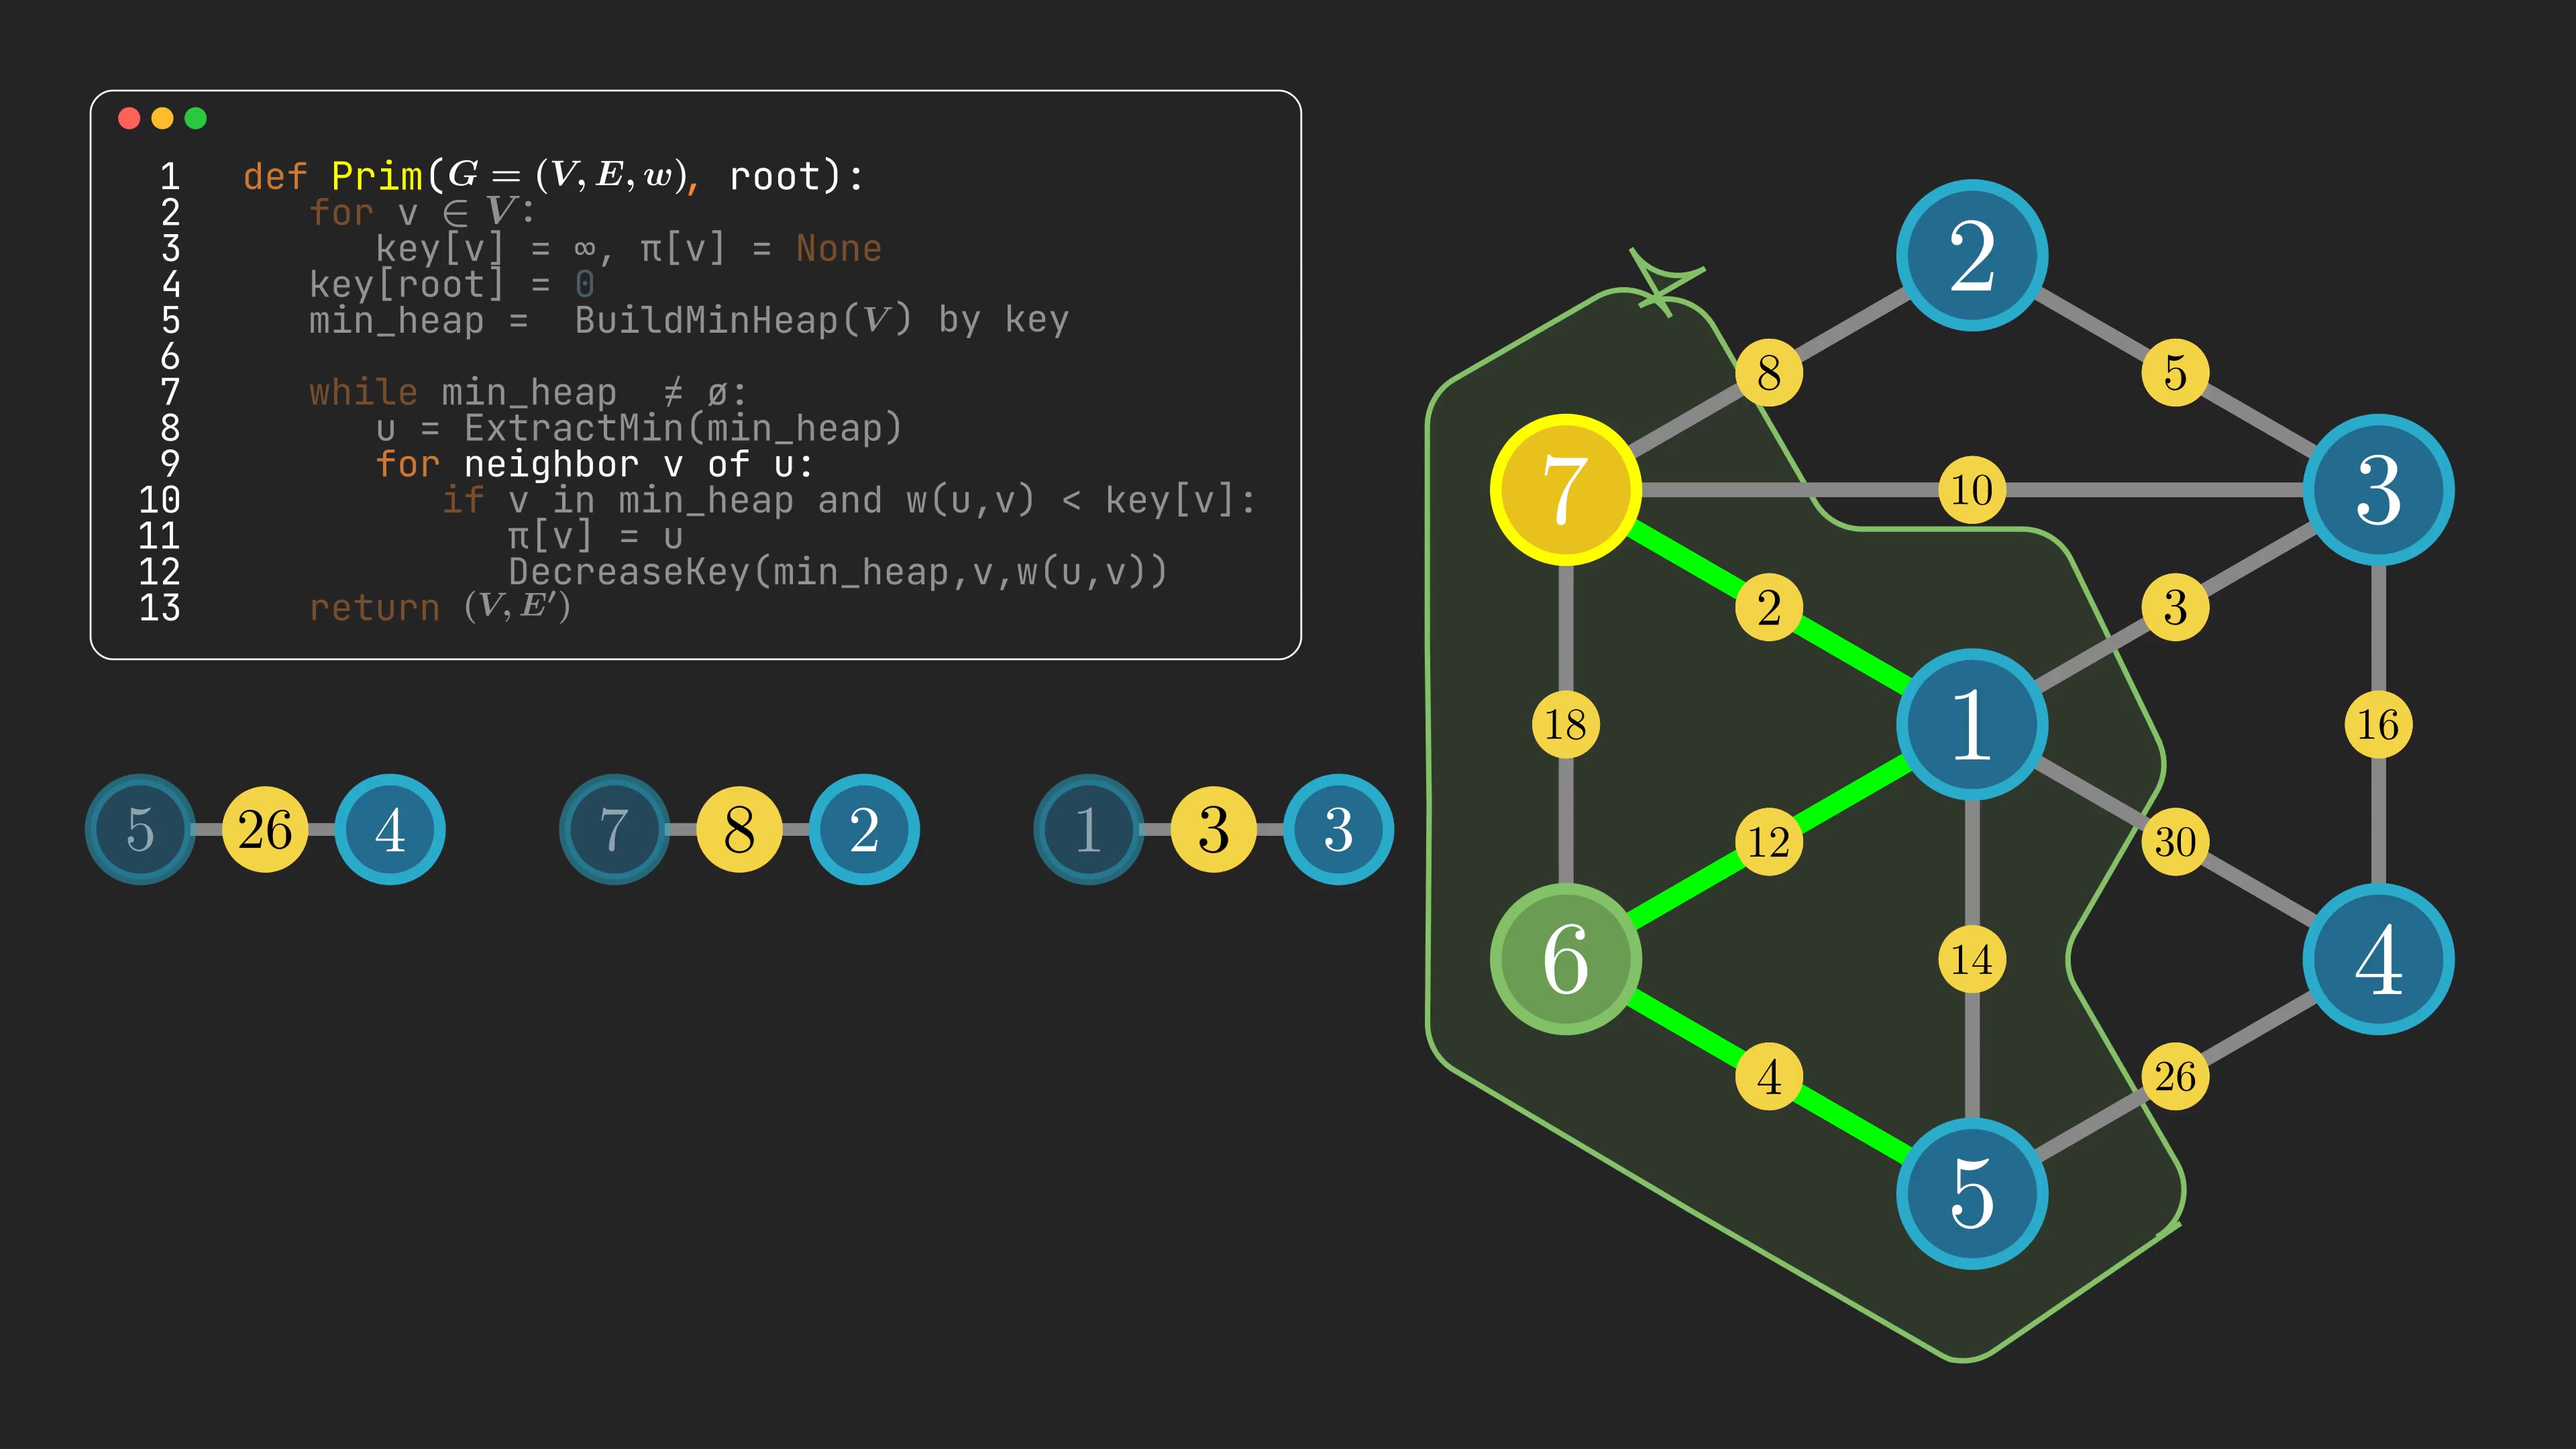 1 def Prim(G = (V, E, w), root):
2 for v ∈ V:
3 key[v] = ∞, π[v] = None
4 key[root] = 0
5 min_heap = BuildMinHeap(V) by key
6
7 while min_heap ≠ ø:
8 u = ExtractMin(min_heap)
9 for neighbor v of u:
10 if v in min_heap and w(u,v) < key[v]:
11 π[v] = u
12 DecreaseKey(min_heap,v,w(u,v))
13 return (V, E′)
5 26 4 7 8 2 1 3 3
2
8 5
7 10 3
2 3
18 1 16
12 30
6 14 4
4 26
5